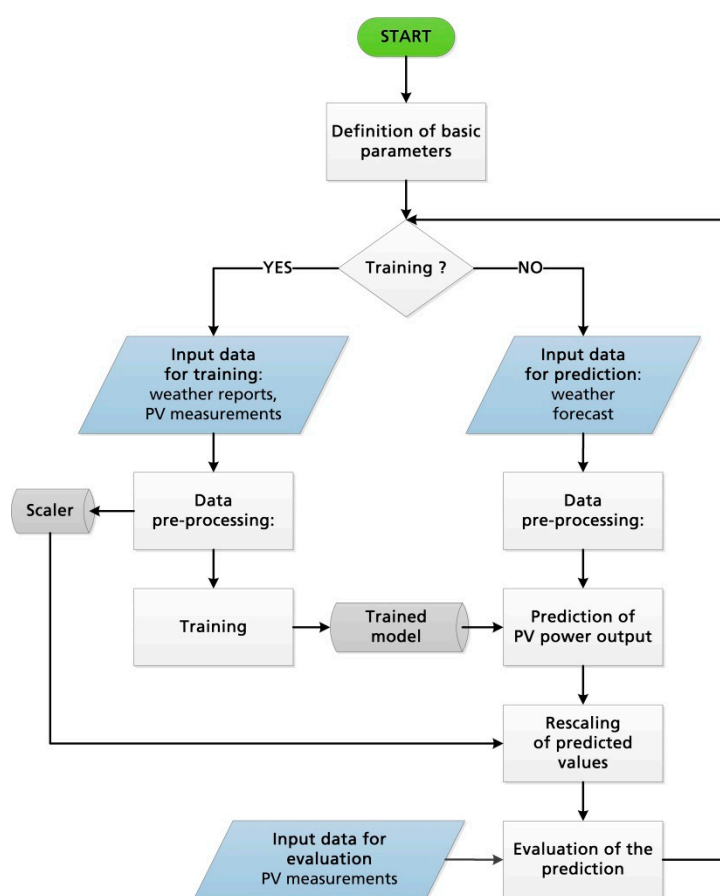 START
Definition of basic
parameters
Training ?
YES
NO
Input data
for training:
weather reports,
PV measurements
Input data
for prediction:
weather
forecast
Scaler
Data
pre-processing:
Data
pre-processing:
Training
Trained
model
Prediction of
PV power output
Rescaling
of predicted
values
Input data for
evaluation
PV measurements
Evaluation of the
prediction